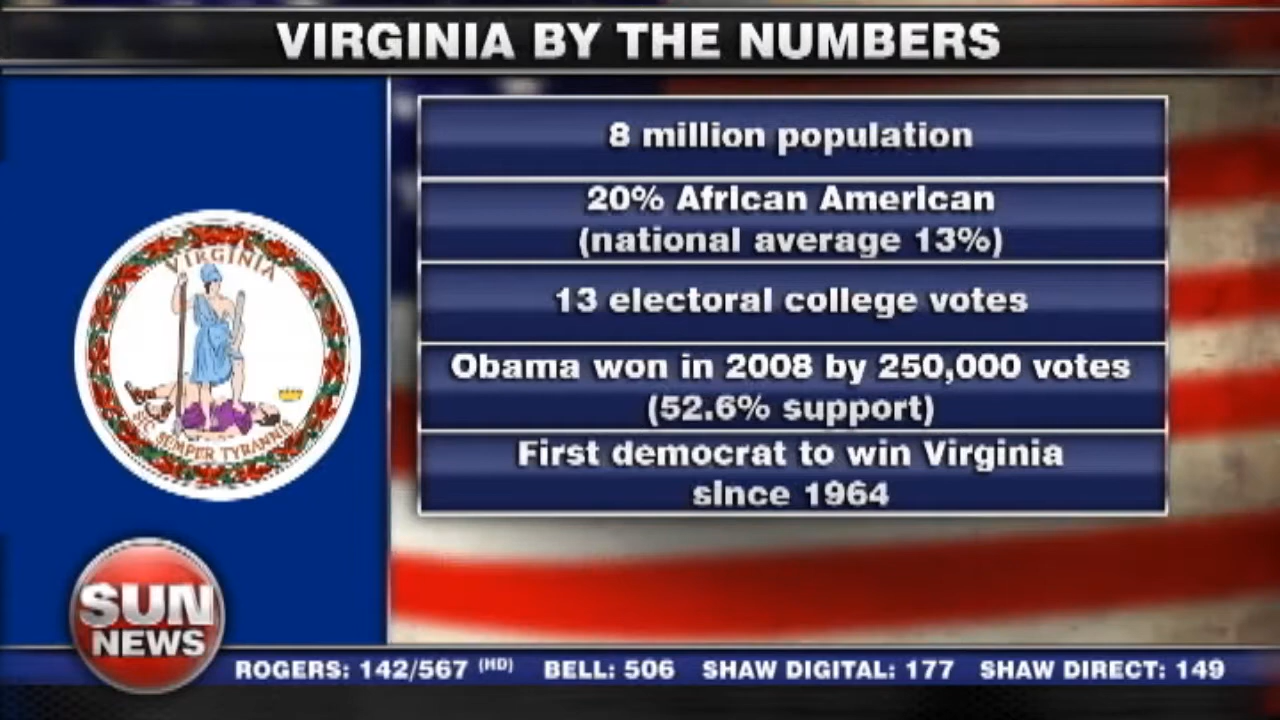 VIRGINIA BY THE NUMBERS
8 million population
20% African American
(national average 13%)
13 electoral college votes
Obama won in 2008 by 250,000 votes
(52.6% support)
First democrat to win Virginia
since 1964
VIRGINIA
SIC SEMPER TYRANNIS
SUN
NEWS
ROGERS: 142/567 (HD) BELL: 506 SHAW DIGITAL: 177 SHAW DIRECT: 149